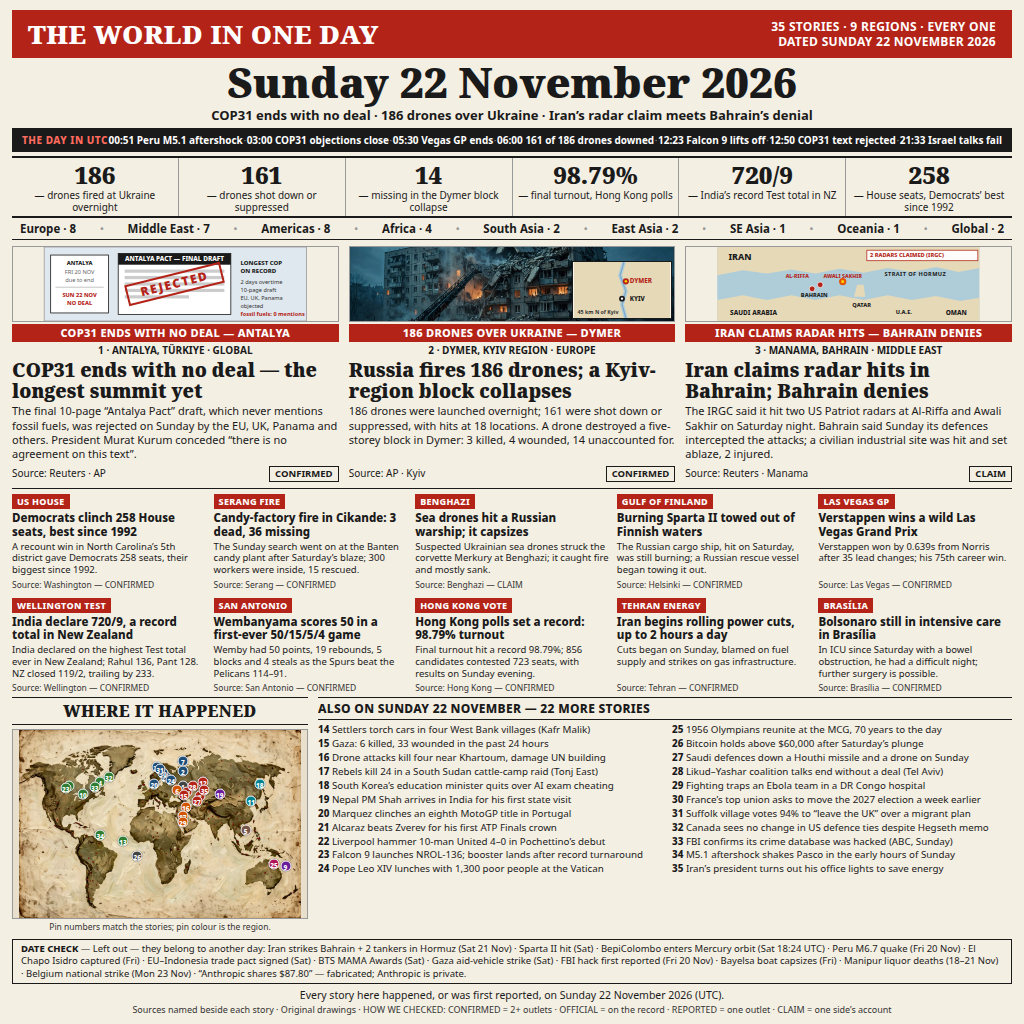 THE WORLD IN ONE DAY
35 STORIES · 9 REGIONS · EVERY ONE
DATED SUNDAY 22 NOVEMBER 2026
Sunday 22 November 2026
COP31 ends with no deal · 186 drones over Ukraine · Iran’s radar claim meets Bahrain’s denial
THE DAY IN UTC 00:51 Peru M5.1 aftershock · 03:00 COP31 objections close · 05:30 Vegas GP ends · 06:00 161 of 186 drones downed · 12:23 Falcon 9 lifts off · 12:50 COP31 text rejected · 21:33 Israel talks fail
186
— drones fired at Ukraine
overnight
161
— drones shot down or
suppressed
14
— missing in the Dymer block
collapse
98.79%
— final turnout, Hong Kong polls
720/9
— India’s record Test total in NZ
258
— House seats, Democrats’ best
since 1992
Europe · 8 • Middle East · 7 • Americas · 8 • Africa · 4 • South Asia · 2 • East Asia · 2 • SE Asia · 1 • Oceania · 1 • Global · 2
ANTALYA
FRI 20 NOV
due to end
SUN 22 NOV
NO DEAL
ANTALYA PACT — FINAL DRAFT
REJECTED
LONGEST COP
ON RECORD
2 days overtime
10-page draft
EU, UK, Panama
objected
fossil fuels: 0 mentions
DYMER
KYIV
45 km N of Kyiv
IRAN
2 RADARS CLAIMED (IRGC)
AL-RIFFA
AWALI SAKHIR
STRAIT OF HORMUZ
BAHRAIN
QATAR
SAUDI ARABIA
U.A.E.
OMAN
COP31 ENDS WITH NO DEAL — ANTALYA
1 · ANTALYA, TÜRKIYE · GLOBAL
COP31 ends with no deal — the
longest summit yet
The final 10-page “Antalya Pact” draft, which never mentions
fossil fuels, was rejected on Sunday by the EU, UK, Panama and
others. President Murat Kurum conceded “there is no
agreement on this text”.
Source: Reuters · AP
CONFIRMED
186 DRONES OVER UKRAINE — DYMER
2 · DYMER, KYIV REGION · EUROPE
Russia fires 186 drones; a Kyiv-
region block collapses
186 drones were launched overnight; 161 were shot down or
suppressed, with hits at 18 locations. A drone destroyed a five-
storey block in Dymer: 3 killed, 4 wounded, 14 unaccounted for.
Source: AP · Kyiv
CONFIRMED
IRAN CLAIMS RADAR HITS — BAHRAIN DENIES
3 · MANAMA, BAHRAIN · MIDDLE EAST
Iran claims radar hits in
Bahrain; Bahrain denies
The IRGC said it hit two US Patriot radars at Al-Riffa and Awali
Sakhir on Saturday night. Bahrain said Sunday its defences
intercepted the attacks; a civilian industrial site was hit and set
ablaze, 2 injured.
Source: Reuters · Manama
CLAIM
US HOUSE
Democrats clinch 258 House
seats, best since 1992
A recount win in North Carolina’s 5th
district gave Democrats 258 seats, their
biggest since 1992.
Source: Washington — CONFIRMED
SERANG FIRE
Candy-factory fire in Cikande: 3
dead, 36 missing
The Sunday search went on at the Banten
candy plant after Saturday’s blaze; 300
workers were inside, 15 rescued.
Source: Serang — CONFIRMED
BENGHAZI
Sea drones hit a Russian
warship; it capsizes
Suspected Ukrainian sea drones struck the
corvette Merkury at Benghazi; it caught fire
and mostly sank.
Source: Benghazi — CLAIM
GULF OF FINLAND
Burning Sparta II towed out of
Finnish waters
The Russian cargo ship, hit on Saturday,
was still burning; a Russian rescue vessel
began towing it out.
Source: Helsinki — CONFIRMED
LAS VEGAS GP
Verstappen wins a wild Las
Vegas Grand Prix
Verstappen won by 0.639s from Norris
after 35 lead changes; his 75th career win.
Source: Las Vegas — CONFIRMED
WELLINGTON TEST
India declare 720/9, a record
total in New Zealand
India declared on the highest Test total
ever in New Zealand; Rahul 136, Pant 128.
NZ closed 119/2, trailing by 233.
Source: Wellington — CONFIRMED
SAN ANTONIO
Wembanyama scores 50 in a
first-ever 50/15/5/4 game
Wemby had 50 points, 19 rebounds, 5
blocks and 4 steals as the Spurs beat the
Pelicans 114–91.
Source: San Antonio — CONFIRMED
HONG KONG VOTE
Hong Kong polls set a record:
98.79% turnout
Final turnout hit a record 98.79%; 856
candidates contested 723 seats, with
results on Sunday evening.
Source: Hong Kong — CONFIRMED
TEHRAN ENERGY
Iran begins rolling power cuts,
up to 2 hours a day
Cuts began on Sunday, blamed on fuel
supply and strikes on gas infrastructure.
Source: Tehran — CONFIRMED
BRASÍLIA
Bolsonaro still in intensive care
in Brasília
In ICU since Saturday with a bowel
obstruction, he had a difficult night;
further surgery is possible.
Source: Brasília — CONFIRMED
WHERE IT HAPPENED
Pin numbers match the stories; pin colour is the region.
ALSO ON SUNDAY 22 NOVEMBER — 22 MORE STORIES
14 Settlers torch cars in four West Bank villages (Kafr Malik)
15 Gaza: 6 killed, 33 wounded in the past 24 hours
16 Drone attacks kill four near Khartoum, damage UN building
17 Rebels kill 24 in a South Sudan cattle-camp raid (Tonj East)
18 South Korea’s education minister quits over AI exam cheating
19 Nepal PM Shah arrives in India for his first state visit
20 Marquez clinches an eighth MotoGP title in Portugal
21 Alcaraz beats Zverev for his first ATP Finals crown
22 Liverpool hammer 10-man United 4–0 on Pochettino’s debut
23 Falcon 9 launches NROL-136; booster lands after record turnaround
24 Pope Leo XIV lunches with 1,300 poor people at the Vatican
25 1956 Olympians reunite at the MCG, 70 years to the day
26 Bitcoin holds above $60,000 after Saturday’s plunge
27 Saudi defences down a Houthi missile and a drone on Sunday
28 Likud–Yashar coalition talks end without a deal (Tel Aviv)
29 Fighting traps an Ebola team in a DR Congo hospital
30 France’s top union asks to move the 2027 election a week earlier
31 Suffolk village votes 94% to “leave the UK” over a migrant plan
32 Canada sees no change in US defence ties despite Hegseth memo
33 FBI confirms its crime database was hacked (ABC, Sunday)
34 M5.1 aftershock shakes Pasco in the early hours of Sunday
35 Iran’s president turns out his office lights to save energy
DATE CHECK — Left out — they belong to another day: Iran strikes Bahrain + 2 tankers in Hormuz (Sat 21 Nov) · Sparta II hit (Sat) · BepiColombo enters Mercury orbit (Sat 18:24 UTC) · Peru M6.7 quake (Fri 20 Nov) · El
Chapo Isidro captured (Fri) · EU–Indonesia trade pact signed (Sat) · BTS MAMA Awards (Sat) · Gaza aid-vehicle strike (Sat) · FBI hack first reported (Fri 20 Nov) · Bayelsa boat capsizes (Fri) · Manipur liquor deaths (18–21 Nov)
· Belgium national strike (Mon 23 Nov) · “Anthropic shares $87.80” — fabricated; Anthropic is private.
Every story here happened, or was first reported, on Sunday 22 November 2026 (UTC).
Sources named beside each story · Original drawings · HOW WE CHECKED: CONFIRMED = 2+ outlets · OFFICIAL = on the record · REPORTED = one outlet · CLAIM = one side’s account